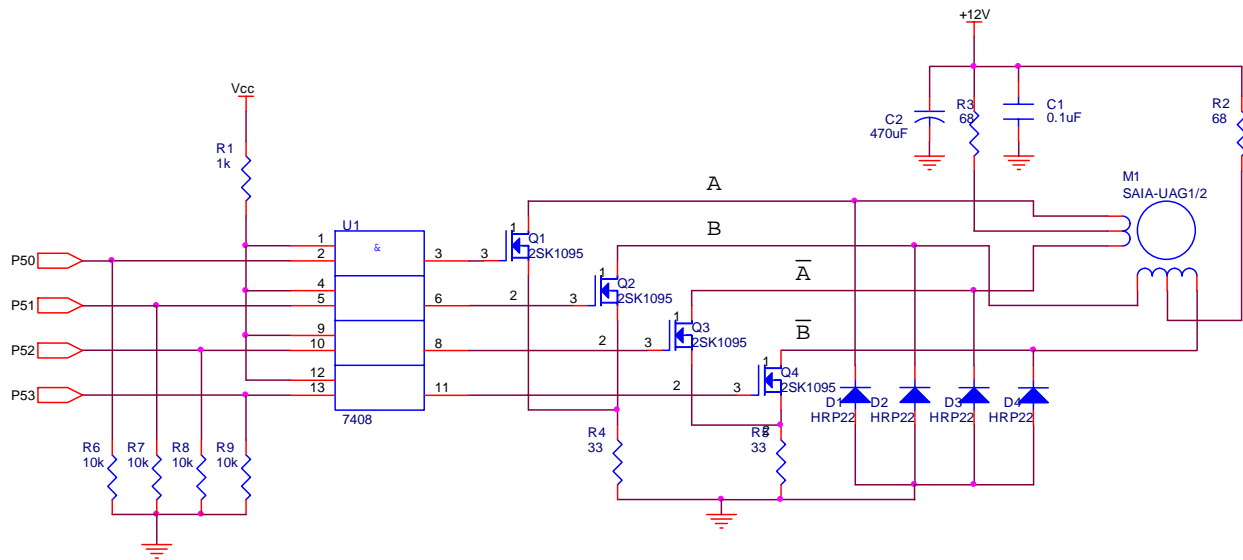 +12V
Vcc
R1
1k
C2
470uF
R3
68
C1
0.1uF
R2
68
M1
SAIA-UAG1/2
A
B
A
B
U1
&
7408
P50
P51
P52
P53
1
2
3
4
5
6
9
10
8
12
13
11
3
1
Q1
2SK1095
2
3
1
Q2
2SK1095
2
3
1
Q3
2SK1095
2
3
1
Q4
2SK1095
2
D1
HRP22
D2
HRP22
D3
HRP22
D4
HRP22
R6
10k
R7
10k
R8
10k
R9
10k
R4
33
R5
33